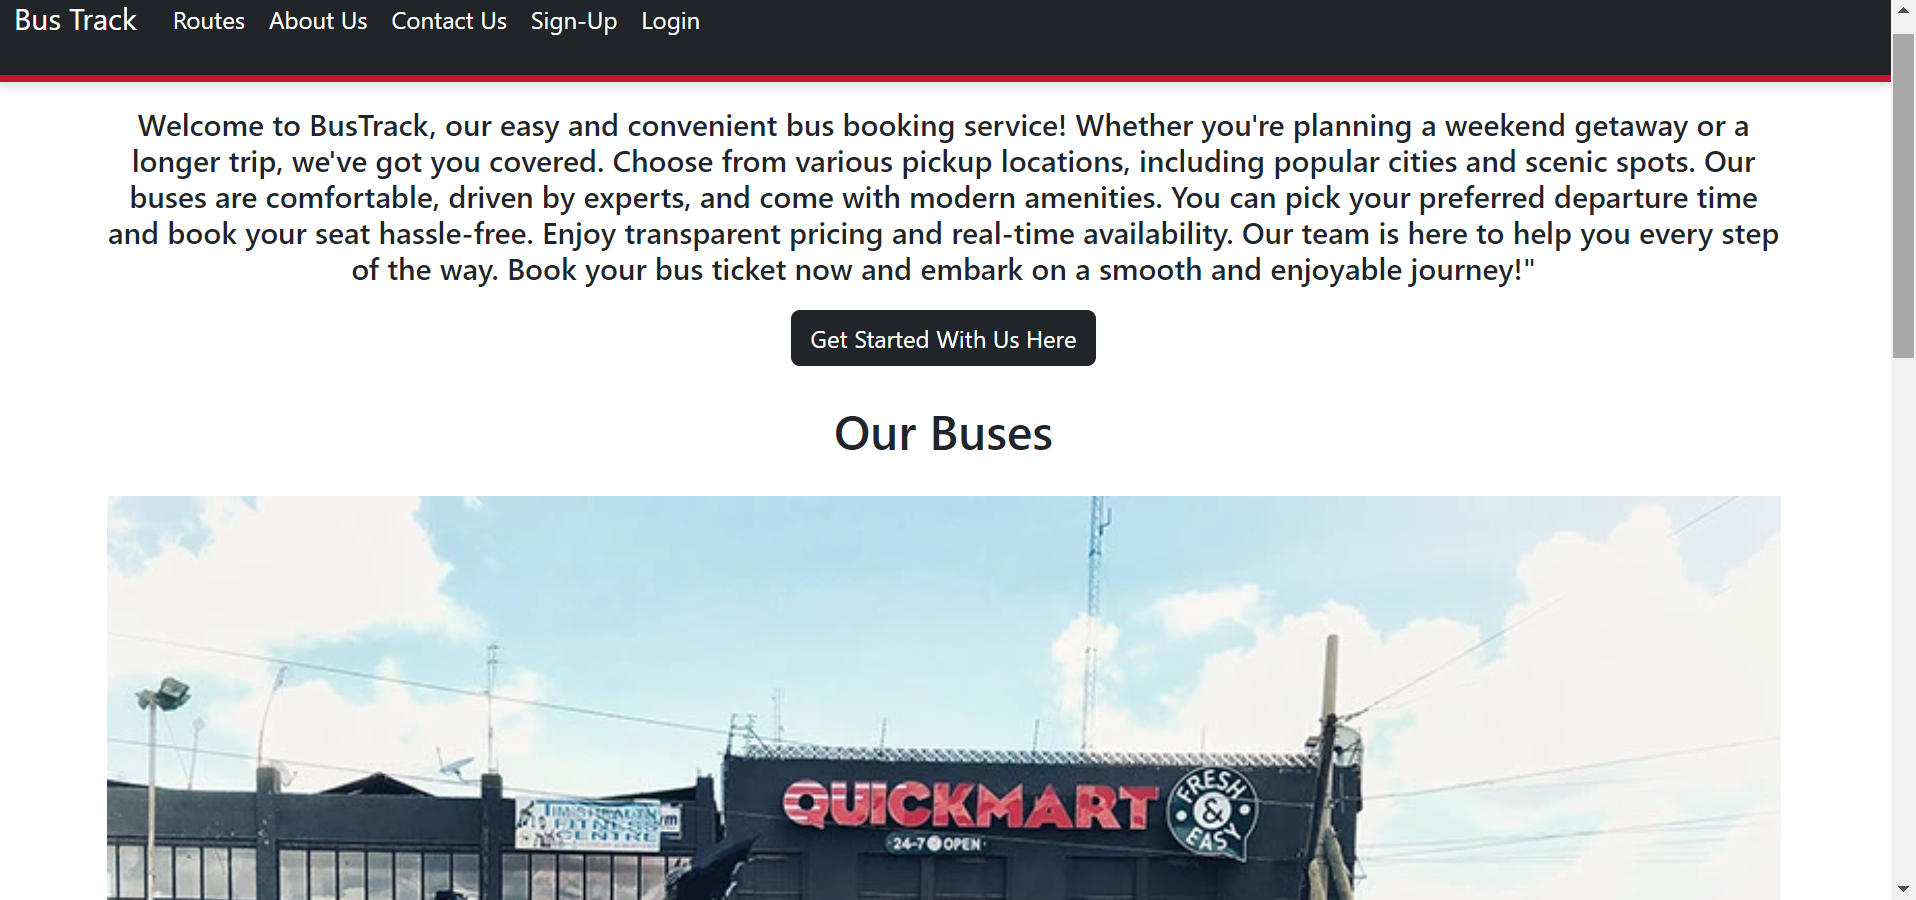 Bus Track Routes About Us Contact Us Sign-Up Login
Welcome to BusTrack, our easy and convenient bus booking service! Whether you're planning a weekend getaway or a
longer trip, we've got you covered. Choose from various pickup locations, including popular cities and scenic spots. Our
buses are comfortable, driven by experts, and come with modern amenities. You can pick your preferred departure time
and book your seat hassle-free. Enjoy transparent pricing and real-time availability. Our team is here to help you every step
of the way. Book your bus ticket now and embark on a smooth and enjoyable journey!"
Get Started With Us Here
Our Buses
QUICKMART
FRESH
&
EASY
24-7 OPEN
FITNESS
CENTRE